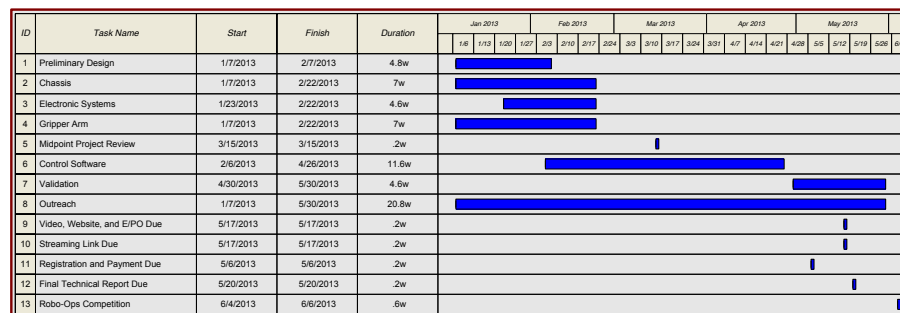 ID Task Name Start Finish Duration Jan 2013 Feb 2013 Mar 2013 Apr 2013 May 2013
1/6 1/13 1/20 1/27 2/3 2/10 2/17 2/24 3/3 3/10 3/17 3/24 3/31 4/7 4/14 4/21 4/28 5/5 5/12 5/19 5/26
1 Preliminary Design 1/7/2013 2/7/2013 4.8w
2 Chassis 1/7/2013 2/22/2013 7w
3 Electronic Systems 1/23/2013 2/22/2013 4.6w
4 Gripper Arm 1/7/2013 2/22/2013 7w
5 Midpoint Project Review 3/15/2013 3/15/2013 .2w
6 Control Software 2/6/2013 4/26/2013 11.6w
7 Validation 4/30/2013 5/30/2013 4.6w
8 Outreach 1/7/2013 5/30/2013 20.8w
9 Video, Website, and E/PO Due 5/17/2013 5/17/2013 .2w
10 Streaming Link Due 5/17/2013 5/17/2013 .2w
11 Registration and Payment Due 5/6/2013 5/6/2013 .2w
12 Final Technical Report Due 5/20/2013 5/20/2013 .2w
13 Robo-Ops Competition 6/4/2013 6/6/2013 .6w